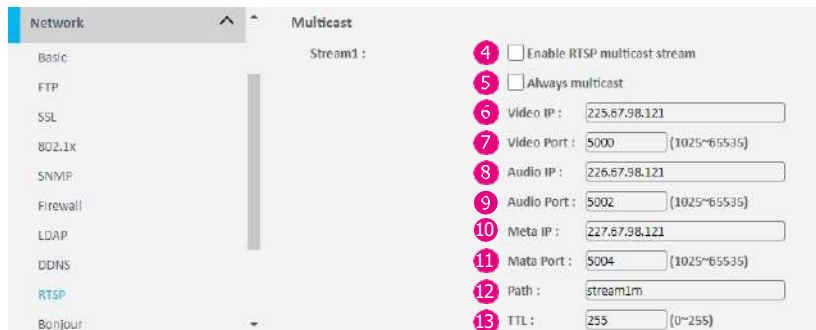 Network
Basic
FTP
SSL
802.1x
SNMP
Firewall
LDAP
DDNS
RTSP
Bonjour
Multicast
Stream1 :
4 Enable RTSP multicast stream
5 Always multicast
6 Video IP : 225.67.98.121
7 Video Port : 5000 (1025~65535)
8 Audio IP : 226.67.98.121
9 Audio Port : 5002 (1025~65535)
10 Meta IP : 227.67.98.121
11 Mata Port : 5004 (1025~65535)
12 Path : stream1m
13 TTL : 255 (0~255)